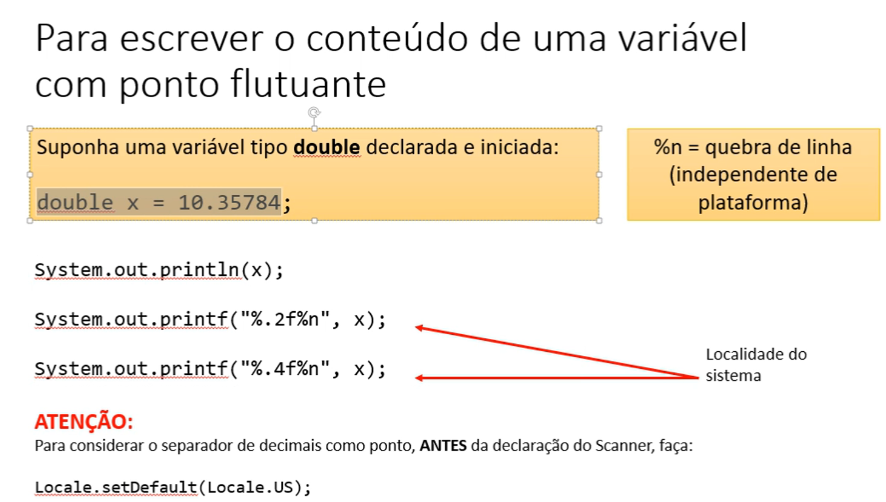 Para escrever o conteúdo de uma variável
com ponto flutuante
Suponha uma variável tipo double declarada e iniciada:
double x = 10.35784;
%n = quebra de linha
(independente de
plataforma)
System.out.println(x);
System.out.printf("%.2f%n", x);
System.out.printf("%.4f%n", x);
Localidade do
sistema
ATENÇÃO:
Para considerar o separador de decimais como ponto, ANTES da declaração do Scanner, faça:
Locale.setDefault(Locale.US);